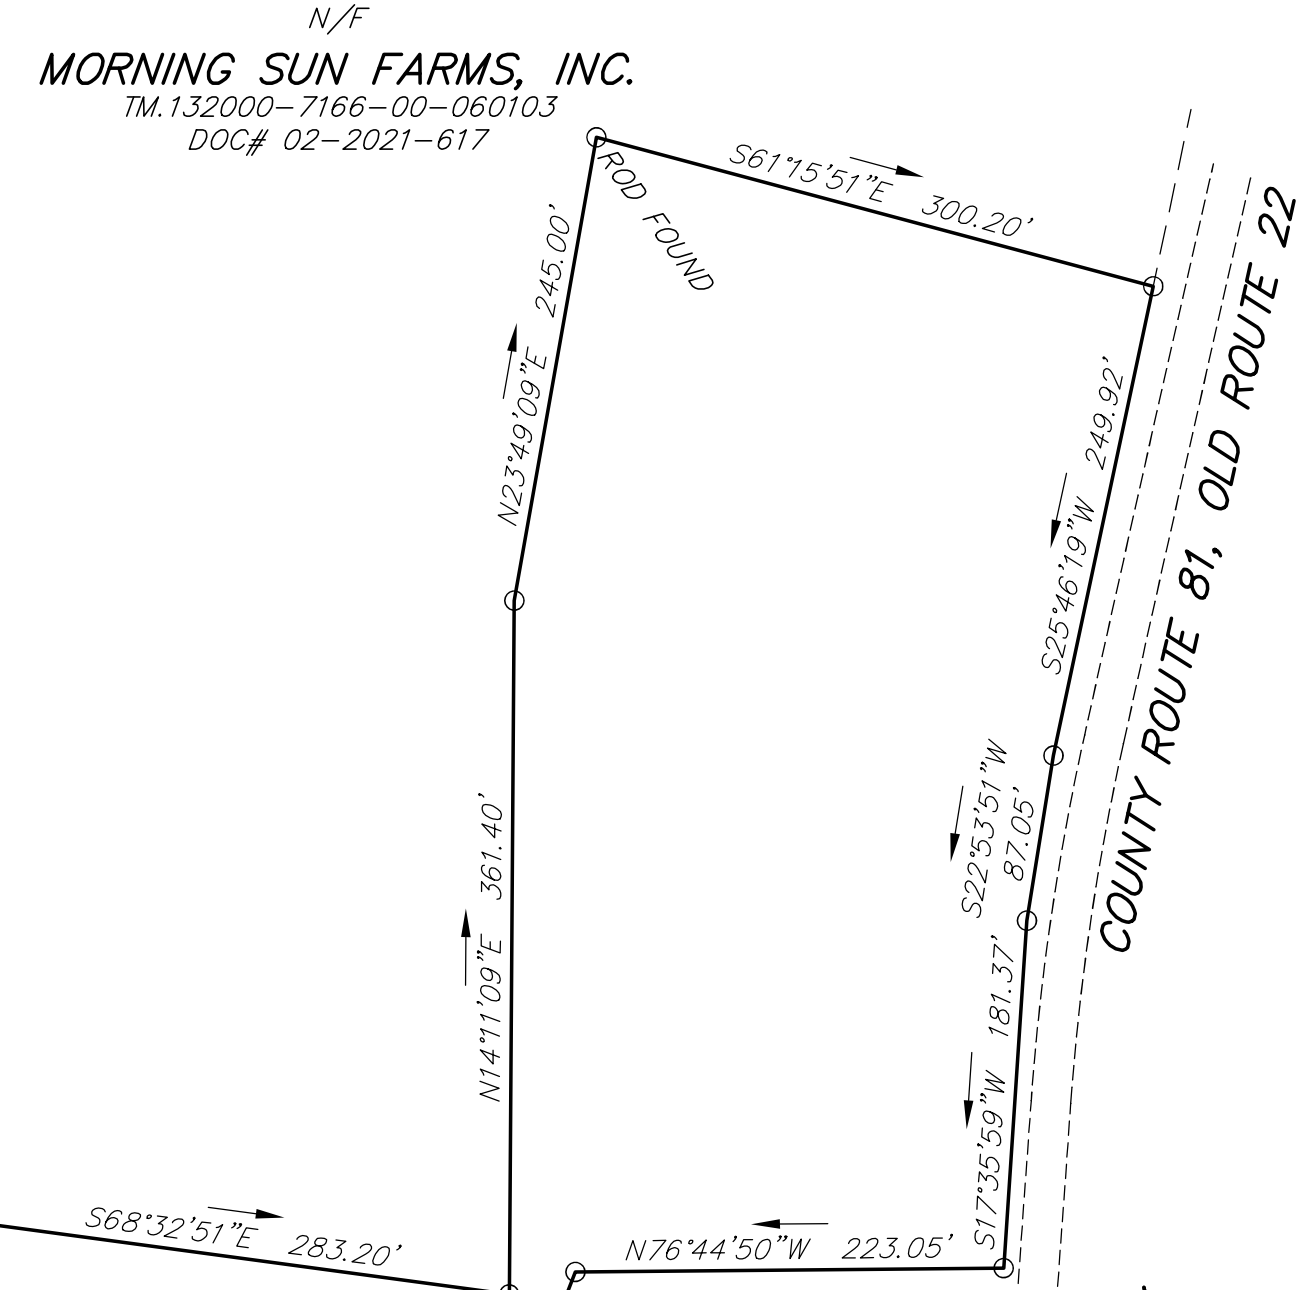 N/F
MORNING SUN FARMS, INC.
TM.132000-7166-00-060103
DOC# 02-2021-617
S61°15'51"E 300.20'
ROD FOUND
N23°49'09"E 245.00'
S25°46'19"W 249.92'
COUNTY ROUTE 81, OLD ROUTE 22
S22°53'51"W
87.05'
N14°11'09"E 361.40'
S17°35'59"W 181.37'
S68°32'51"E 283.20'
N76°44'50"W 223.05'